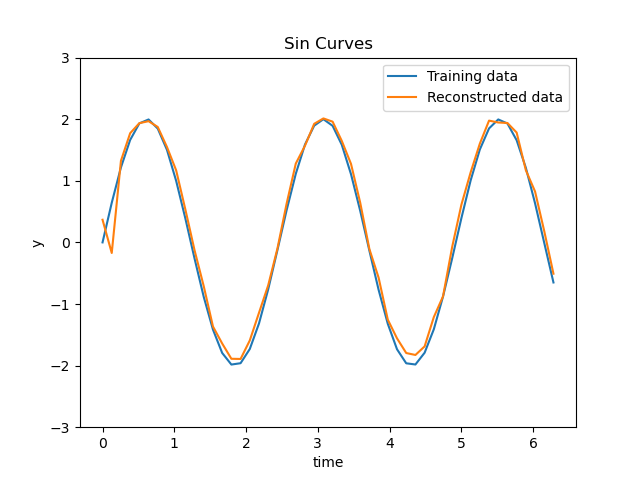 Sin Curves
Training data
Reconstructed data
3
2
1
0
−1
−2
−3
y
0 1 2 3 4 5 6
time